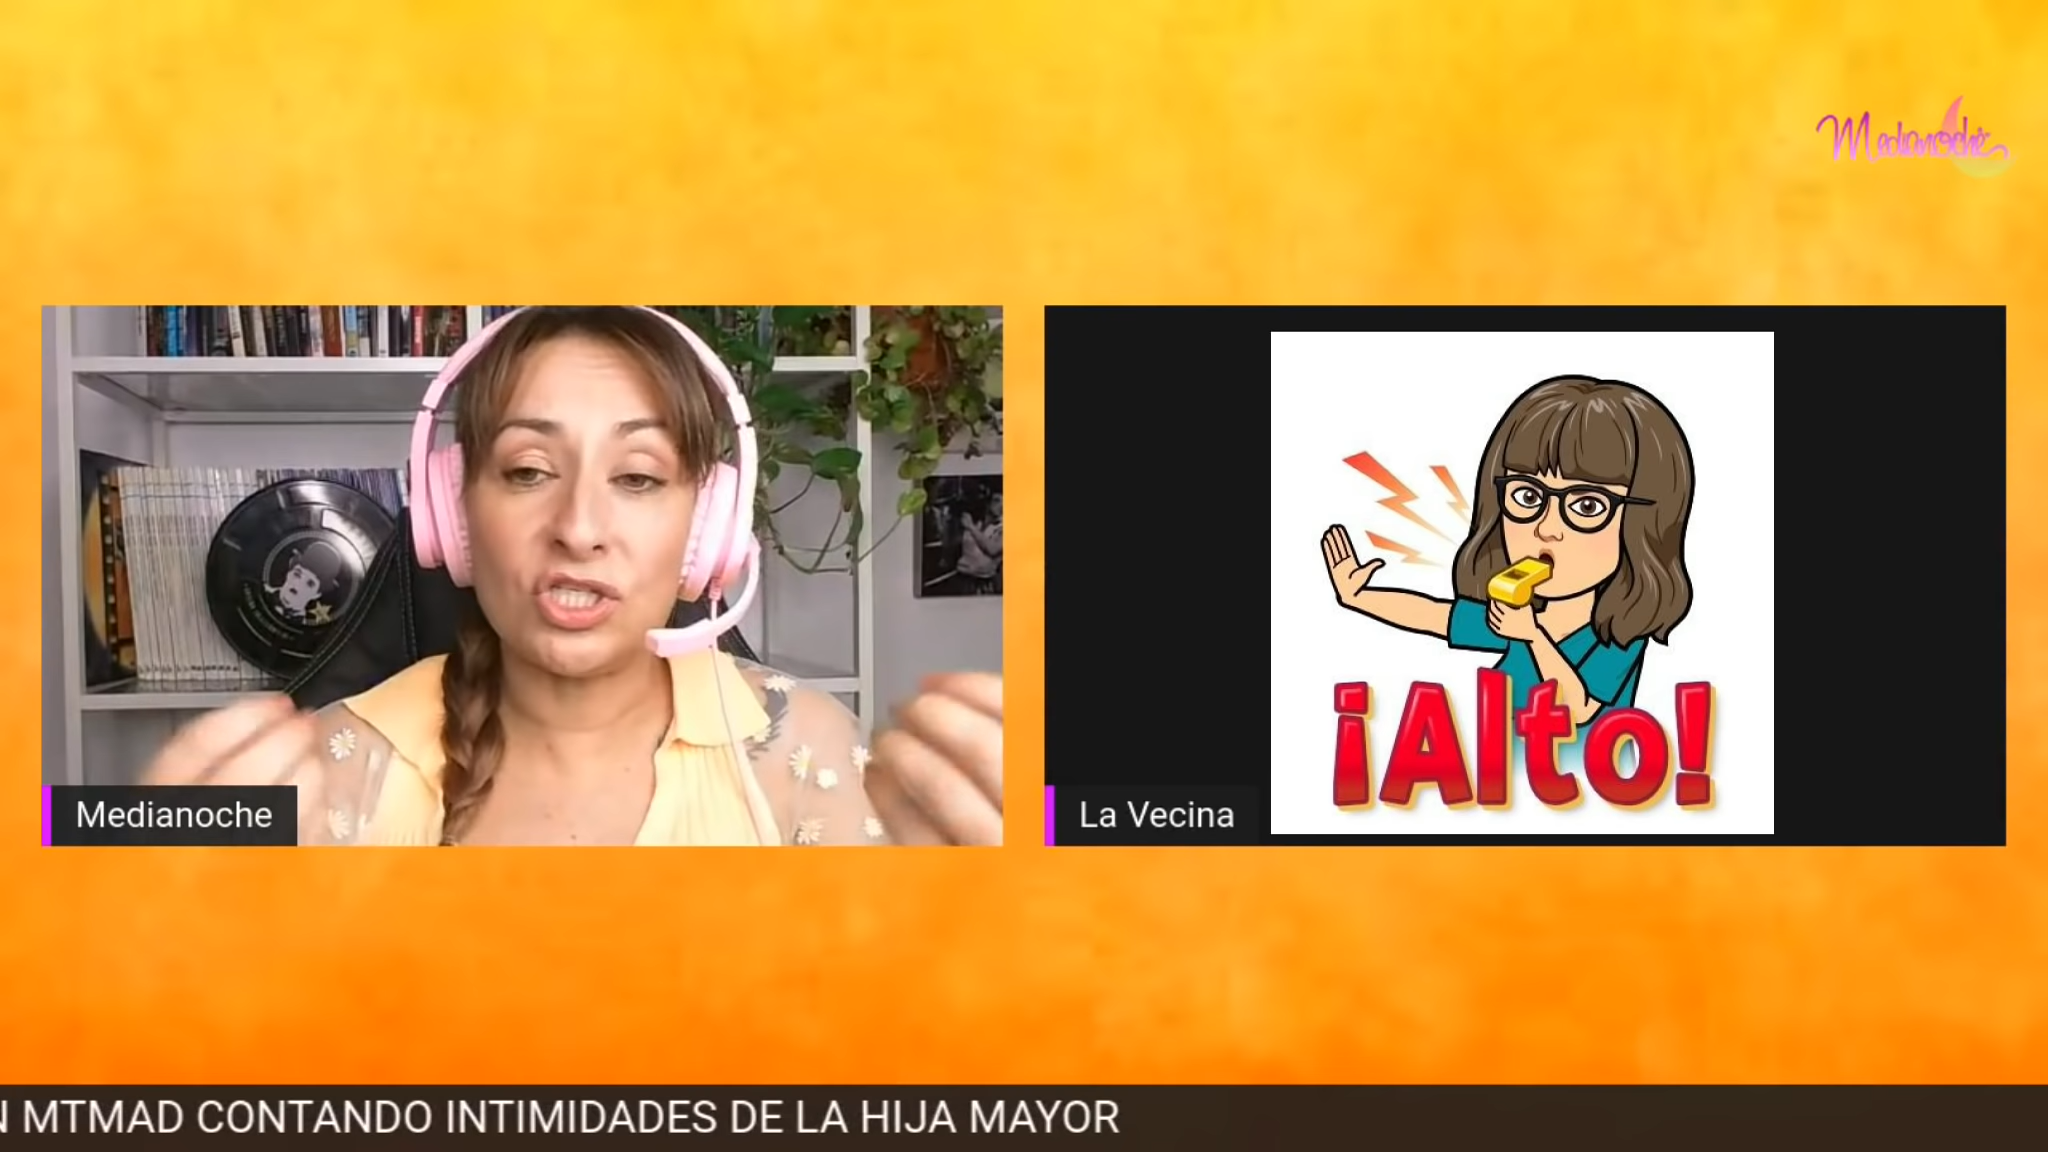 Medianoche
Medianoche
La Vecina
¡Alto!
N MTMAD CONTANDO INTIMIDADES DE LA HIJA MAYOR